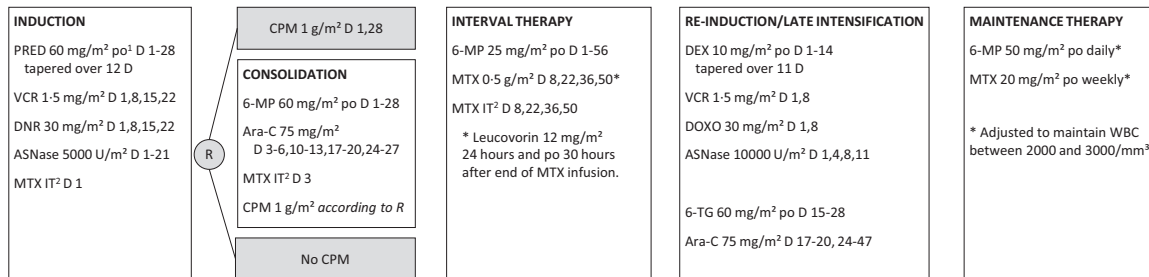 INDUCTION
PRED 60 mg/m² po¹ D 1-28
tapered over 12 D
VCR 1·5 mg/m² D 1,8,15,22
DNR 30 mg/m² D 1,8,15,22
ASNase 5000 U/m² D 1-21
MTX IT² D 1
R
CPM 1 g/m² D 1,28
CONSOLIDATION
6-MP 60 mg/m² po D 1-28
Ara-C 75 mg/m²
D 3-6,10-13,17-20,24-27
MTX IT² D 3
CPM 1 g/m² according to R
No CPM
INTERVAL THERAPY
6-MP 25 mg/m² po D 1-56
MTX 0·5 g/m² D 8,22,36,50*
MTX IT² D 8,22,36,50
* Leucovorin 12 mg/m²
24 hours and po 30 hours
after end of MTX infusion.
RE-INDUCTION/LATE INTENSIFICATION
DEX 10 mg/m² po D 1-14
tapered over 11 D
VCR 1·5 mg/m² D 1,8
DOXO 30 mg/m² D 1,8
ASNase 10000 U/m² D 1,4,8,11
6-TG 60 mg/m² po D 15-28
Ara-C 75 mg/m² D 17-20, 24-47
MAINTENANCE THERAPY
6-MP 50 mg/m² po daily*
MTX 20 mg/m² po weekly*
* Adjusted to maintain WBC
between 2000 and 3000/mm³